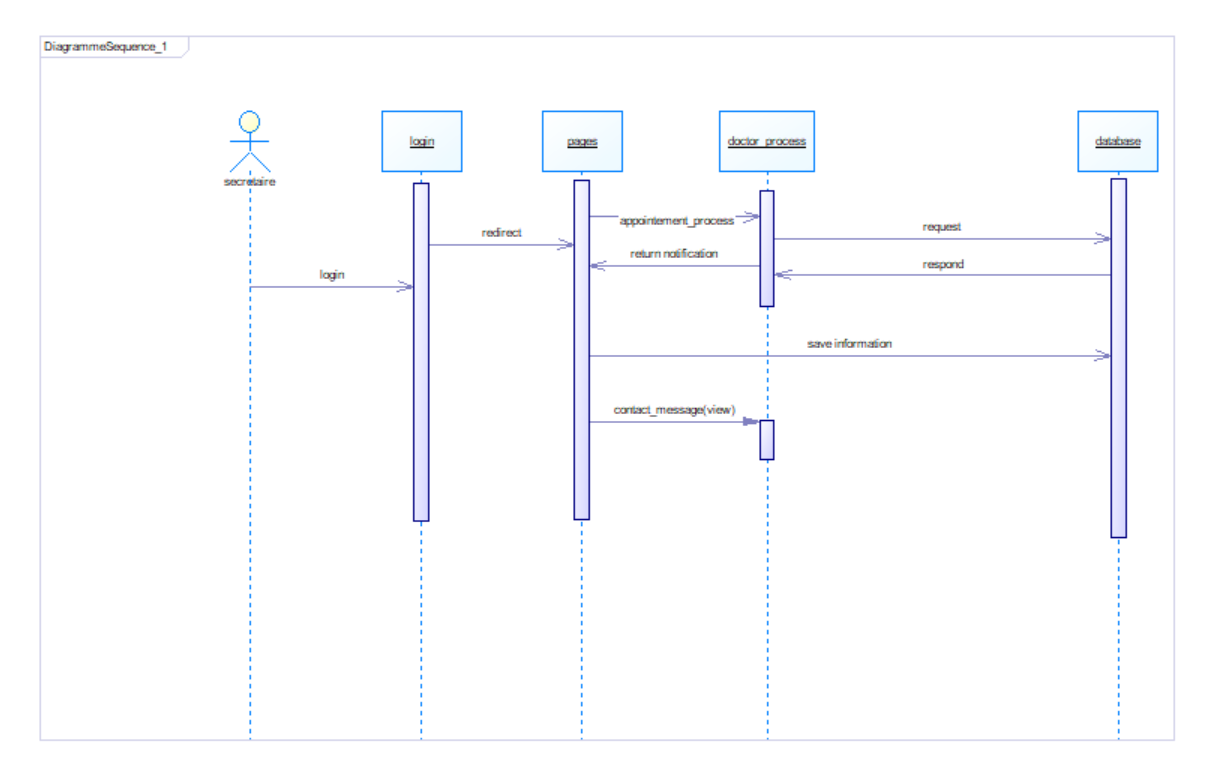 DiagrammeSequence_1
secretaire
login
pages
doctor_process
database
appointement_process
request
redirect
return notification
respond
login
save information
contact_message(view)